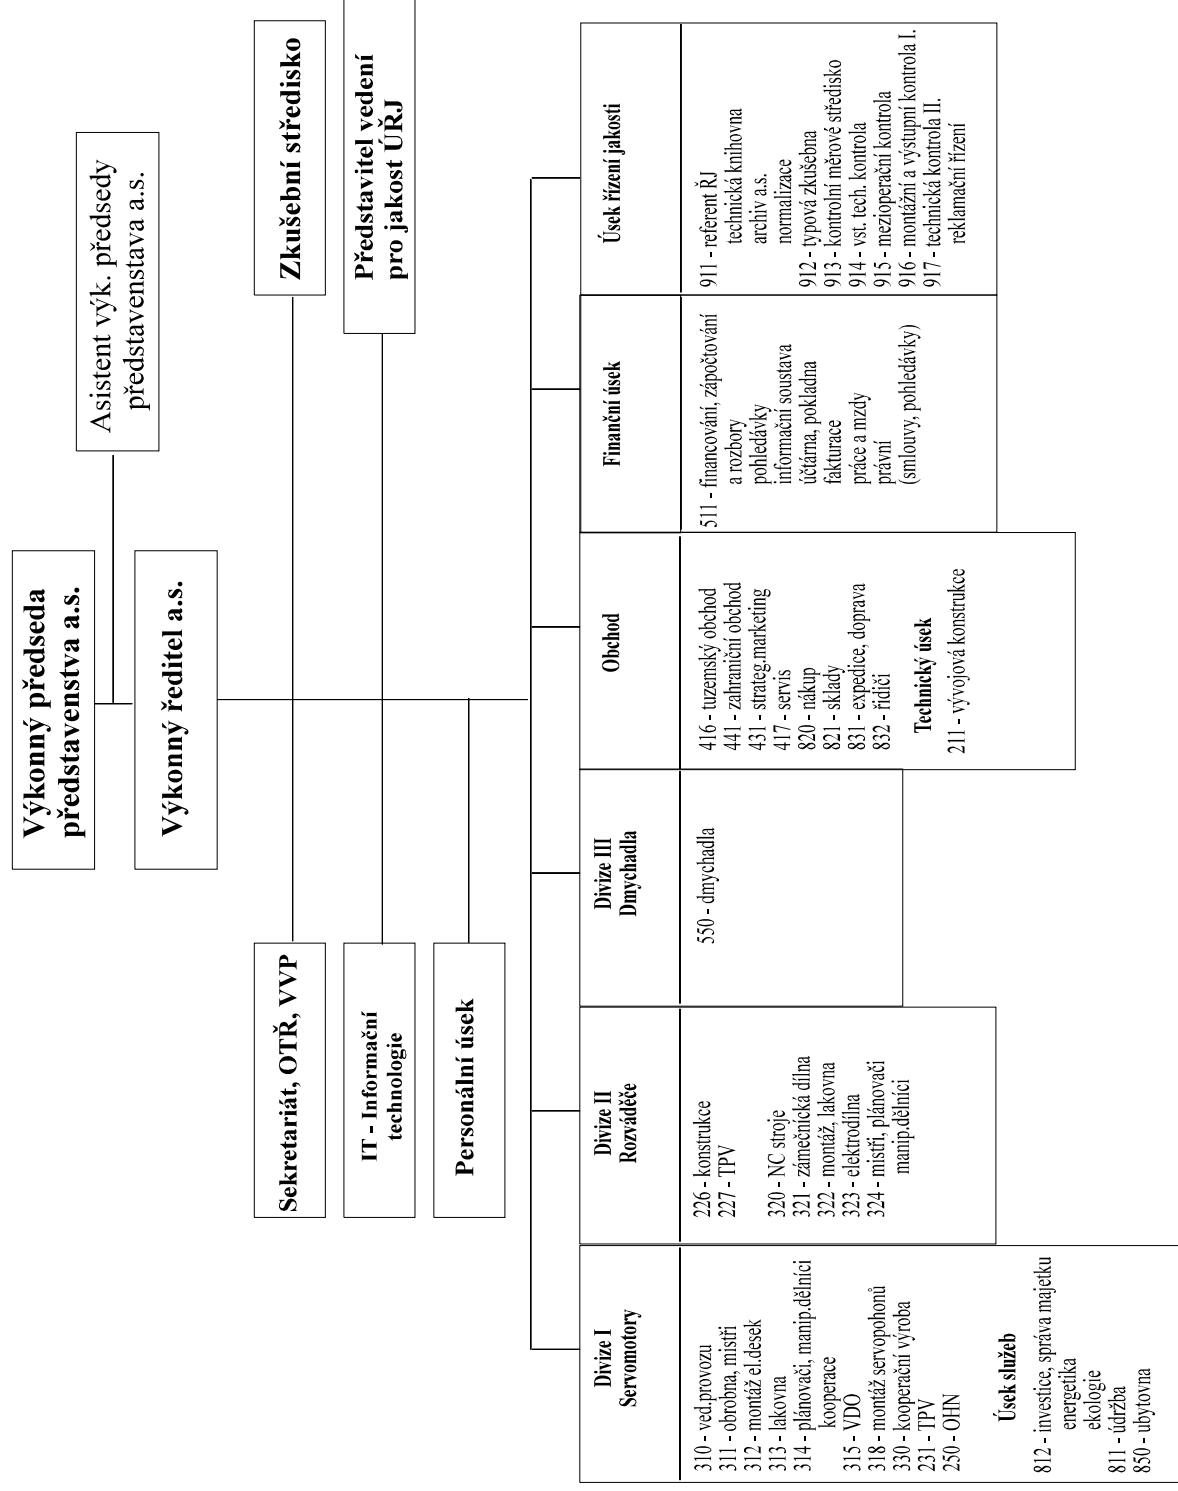 Výkonný předseda
představenstva a.s.
Asistent výk. předsedy
představenstava a.s.
Výkonný ředitel a.s.
Sekretariát, OTŘ, VVP
Zkušební středisko
IT - Informační
technologie
Představitel vedení
pro jakost ÚŘJ
Personální úsek
Divize I
Servomotory
310 - ved.provozu
311 - obrobna, mistři
312 - montáž el.desek
313 - lakovna
314 - plánovači, manip.dělníci
kooperace
315 - VDO
318 - montáž servopohonů
330 - kooperační výroba
231 - TPV
250 - OHN
Úsek služeb
812 - investice, správa majetku
energetika
ekologie
811 - údržba
850 - ubytovna
Divize II
Rozváděče
226 - konstrukce
227 - TPV
320 - NC stroje
321 - zámečnická dílna
322 - montáž, lakovna
323 - elektrodílna
324 - mistři, plánovači
manip.dělníci
Divize III
Dmychadla
550 - dmychadla
Obchod
416 - tuzemský obchod
441 - zahraniční obchod
431 - strateg.marketing
417 - servis
820 - nákup
821 - sklady
831 - expedice, doprava
832 - řidiči
Technický úsek
211 - vývojová konstrukce
Finanční úsek
511 - financování, zápočtování
a rozbory
pohledávky
informační soustava
účtárna, pokladna
fakturace
práce a mzdy
právní
(smlouvy, pohledávky)
Úsek řízení jakosti
911 - referent ŘJ
technická knihovna
archiv a.s.
normalizace
912 - typová zkušebna
913 - kontrolní měrové středisko
914 - vst. tech. kontrola
915 - mezioperační kontrola
916 - montážní a výstupní kontrola I.
917 - technická kontrola II.
reklamační řízení